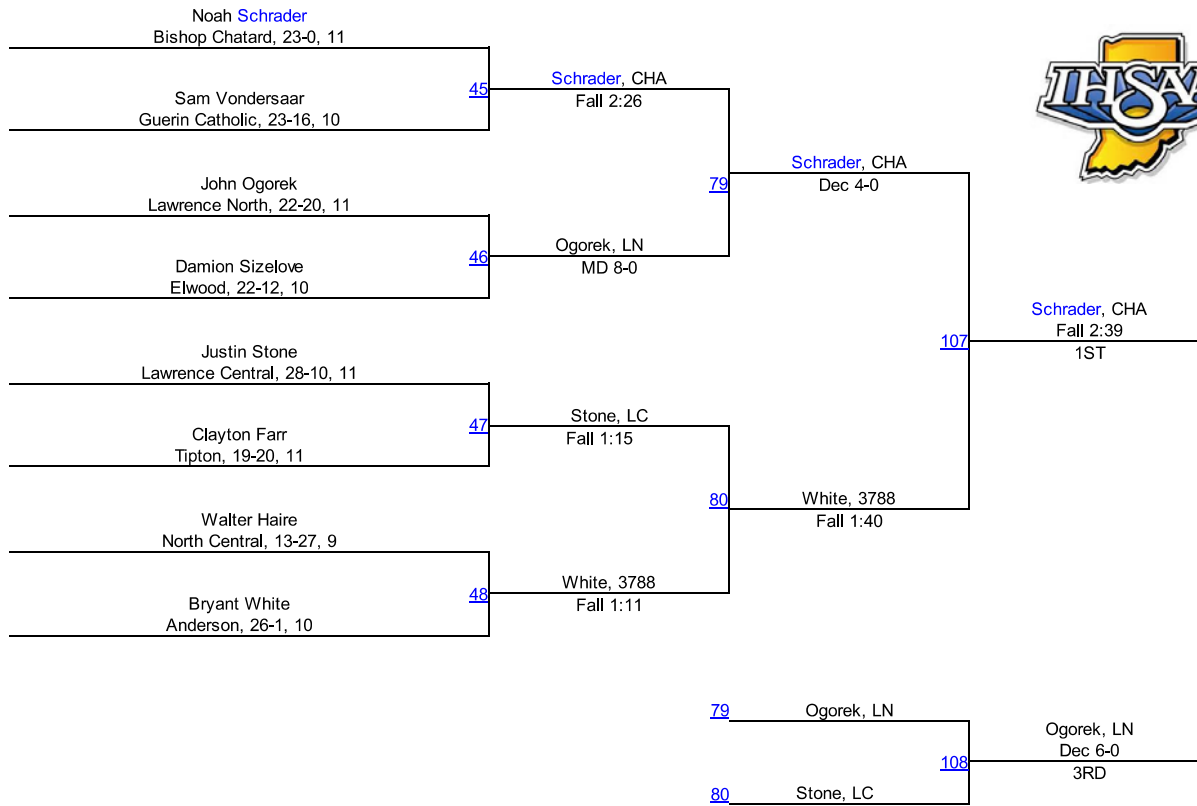 Noah Schrader
Bishop Chatard, 23-0, 11
Sam Vondersaar
Guerin Catholic, 23-16, 10
45
Schrader, CHA
Fall 2:26
John Ogorek
Lawrence North, 22-20, 11
Damion Sizelove
Elwood, 22-12, 10
46
Ogorek, LN
MD 8-0
79
Schrader, CHA
Dec 4-0
Justin Stone
Lawrence Central, 28-10, 11
Clayton Farr
Tipton, 19-20, 11
47
Stone, LC
Fall 1:15
Walter Haire
North Central, 13-27, 9
Bryant White
Anderson, 26-1, 10
48
White, 3788
Fall 1:11
80
White, 3788
Fall 1:40
107
Schrader, CHA
Fall 2:39
1ST
79
Ogorek, LN
80
Stone, LC
108
Ogorek, LN
Dec 6-0
3RD
IHSAA